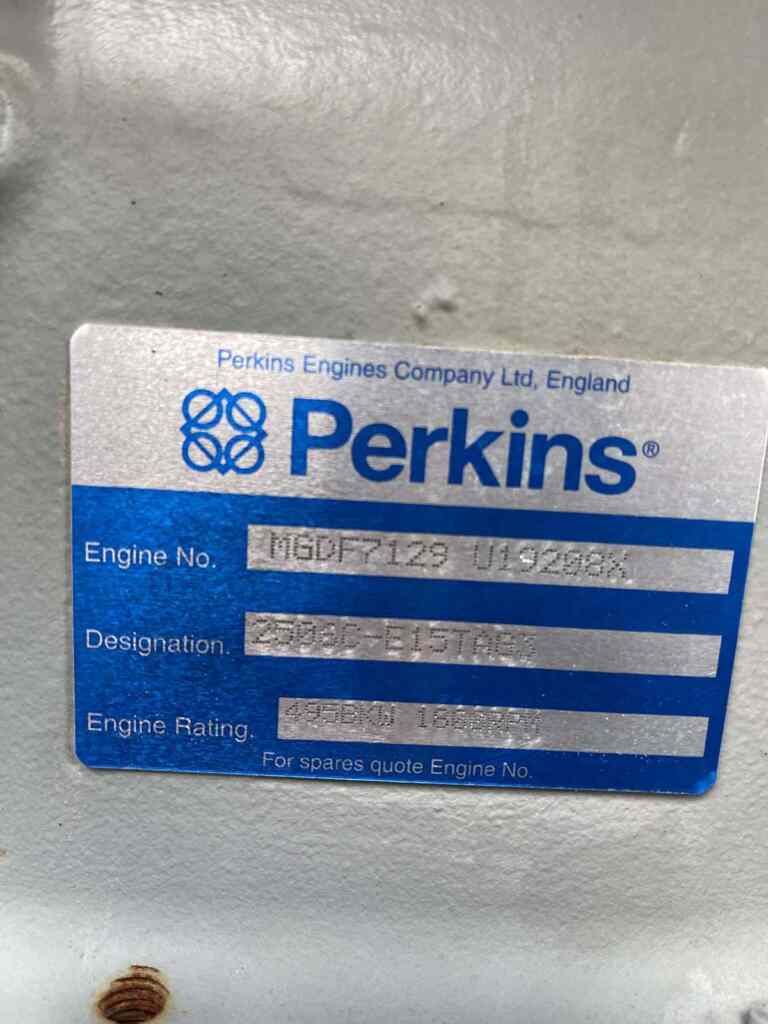 Perkins Engines Company Ltd, England
Perkins®
Engine No. MGDF7129 U19208X
Designation. 2506C-E15TAG3
Engine Rating. 495BKW 1800RPM
For spares quote Engine No.